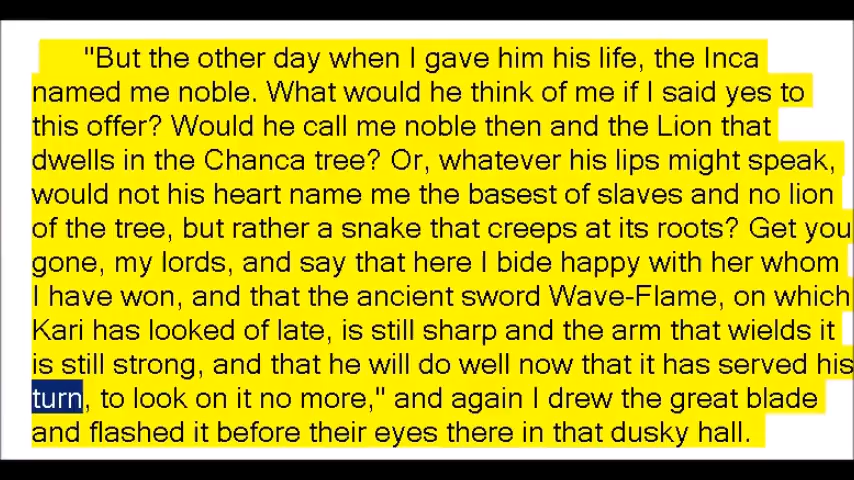 "But the other day when I gave him his life, the Inca
named me noble. What would he think of me if I said yes to
this offer? Would he call me noble then and the Lion that
dwells in the Chanca tree? Or, whatever his lips might speak,
would not his heart name me the basest of slaves and no lion
of the tree, but rather a snake that creeps at its roots? Get you
gone, my lords, and say that here I bide happy with her whom
I have won, and that the ancient sword Wave-Flame, on which
Kari has looked of late, is still sharp and the arm that wields it
is still strong, and that he will do well now that it has served his
turn, to look on it no more," and again I drew the great blade
and flashed it before their eyes there in that dusky hall.